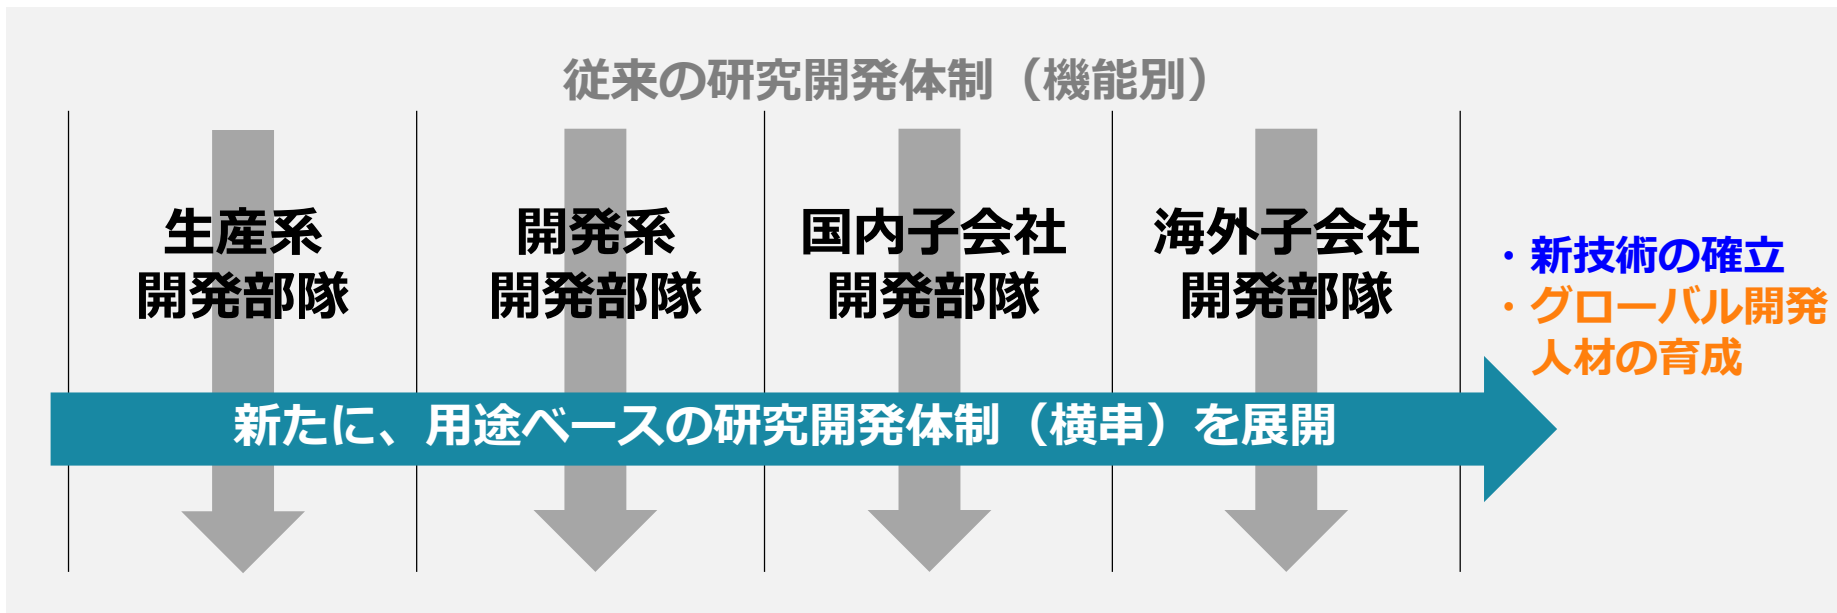 従来の研究開発体制（機能別）
生産系
開発部隊
開発系
開発部隊
国内子会社
開発部隊
海外子会社
開発部隊
・新技術の確立
・グローバル開発
人材の育成
新たに、用途ベースの研究開発体制（横串）を展開